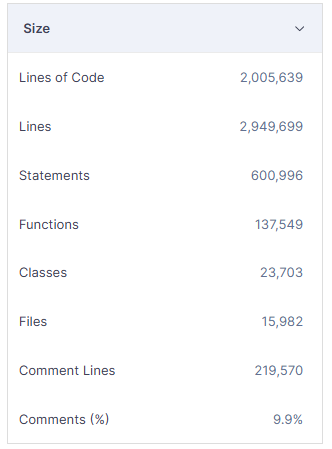 Size
Lines of Code 2,005,639
Lines 2,949,699
Statements 600,996
Functions 137,549
Classes 23,703
Files 15,982
Comment Lines 219,570
Comments (%) 9.9%